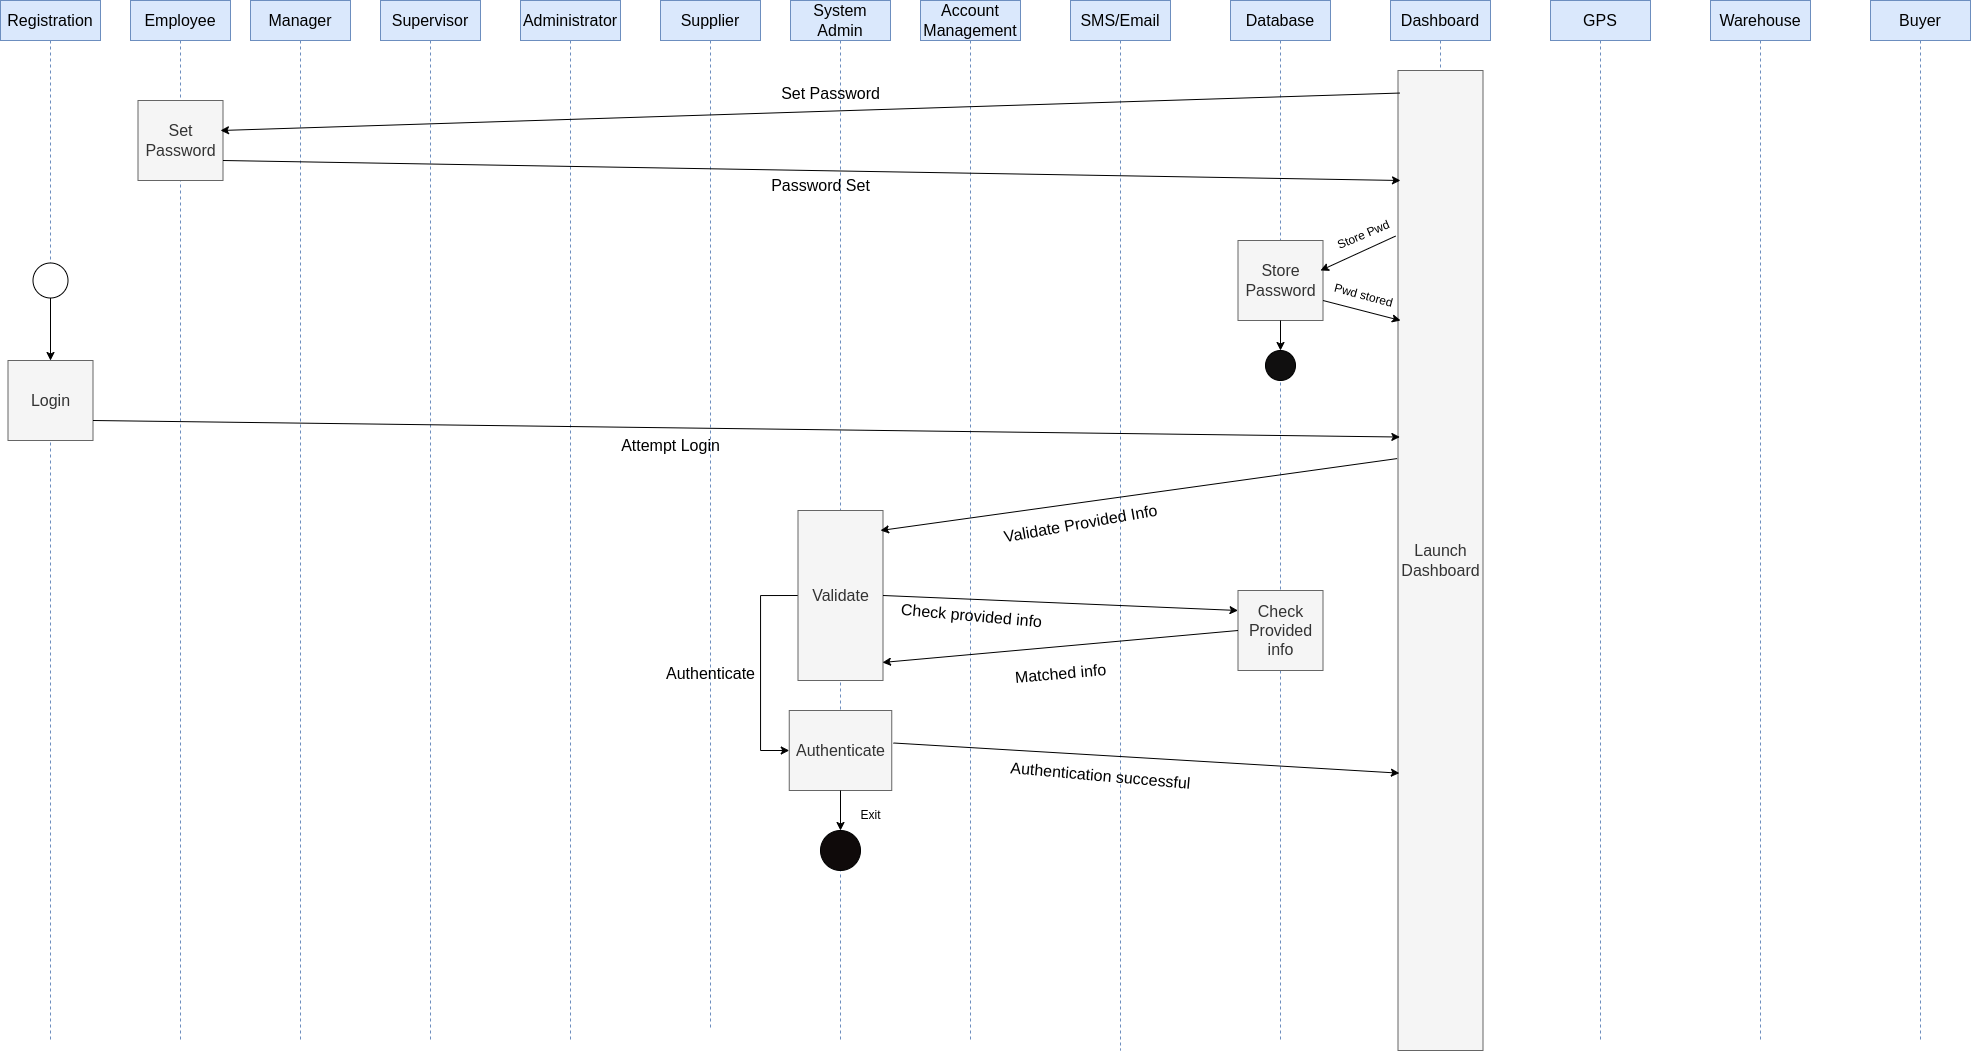 Registration
Employee
Manager
Supervisor
Administrator
Supplier
System
Admin
Account
Management
SMS/Email
Database
Dashboard
GPS
Warehouse
Buyer
Set Password
Set
Password
Password Set
Store Pwd
Store
Password
Pwd stored
Login
Attempt Login
Validate Provided Info
Launch
Dashboard
Validate
Check provided info
Check
Provided
info
Matched info
Authenticate
Authenticate
Authentication successful
Exit